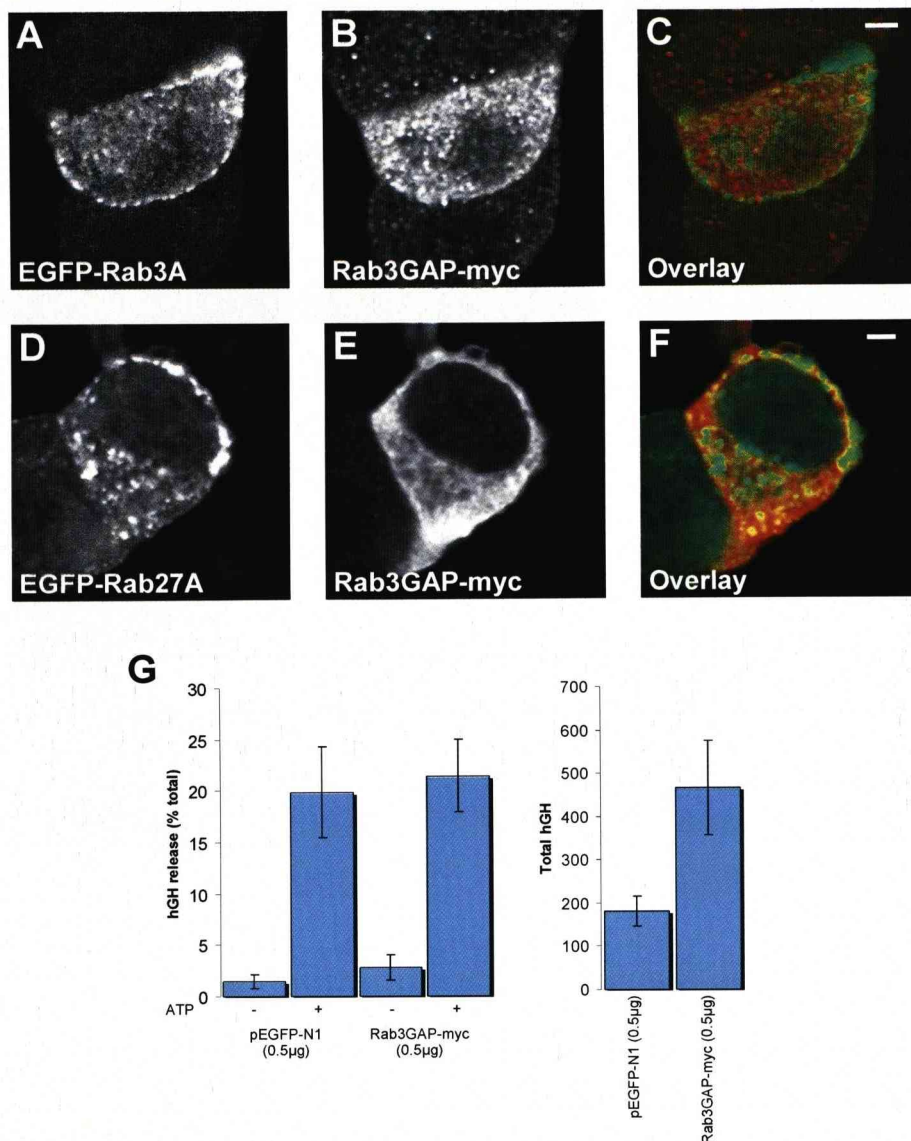 A
B
C
EGFP-Rab3A
Rab3GAP-myc
Overlay
D
E
F
EGFP-Rab27A
Rab3GAP-myc
Overlay
G
hGH release (% total)
30
25
20
15
10
5
0
ATP - + - +
pEGFP-N1
(0.5µg)
Rab3GAP-myc
(0.5µg)
Total hGH
700
600
500
400
300
200
100
0
pEGFP-N1 (0.5µg)
Rab3GAP-myc (0.5µg)